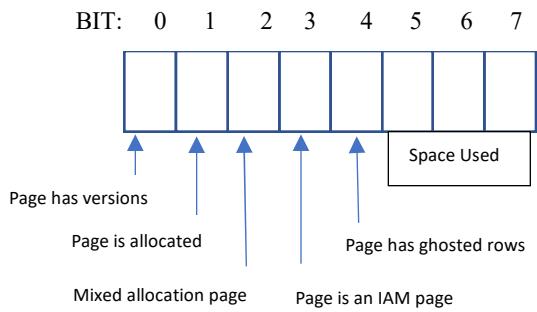 BIT: 0 1 2 3 4 5 6 7
Space Used
Page has versions
Page is allocated
Page has ghosted rows
Mixed allocation page
Page is an IAM page